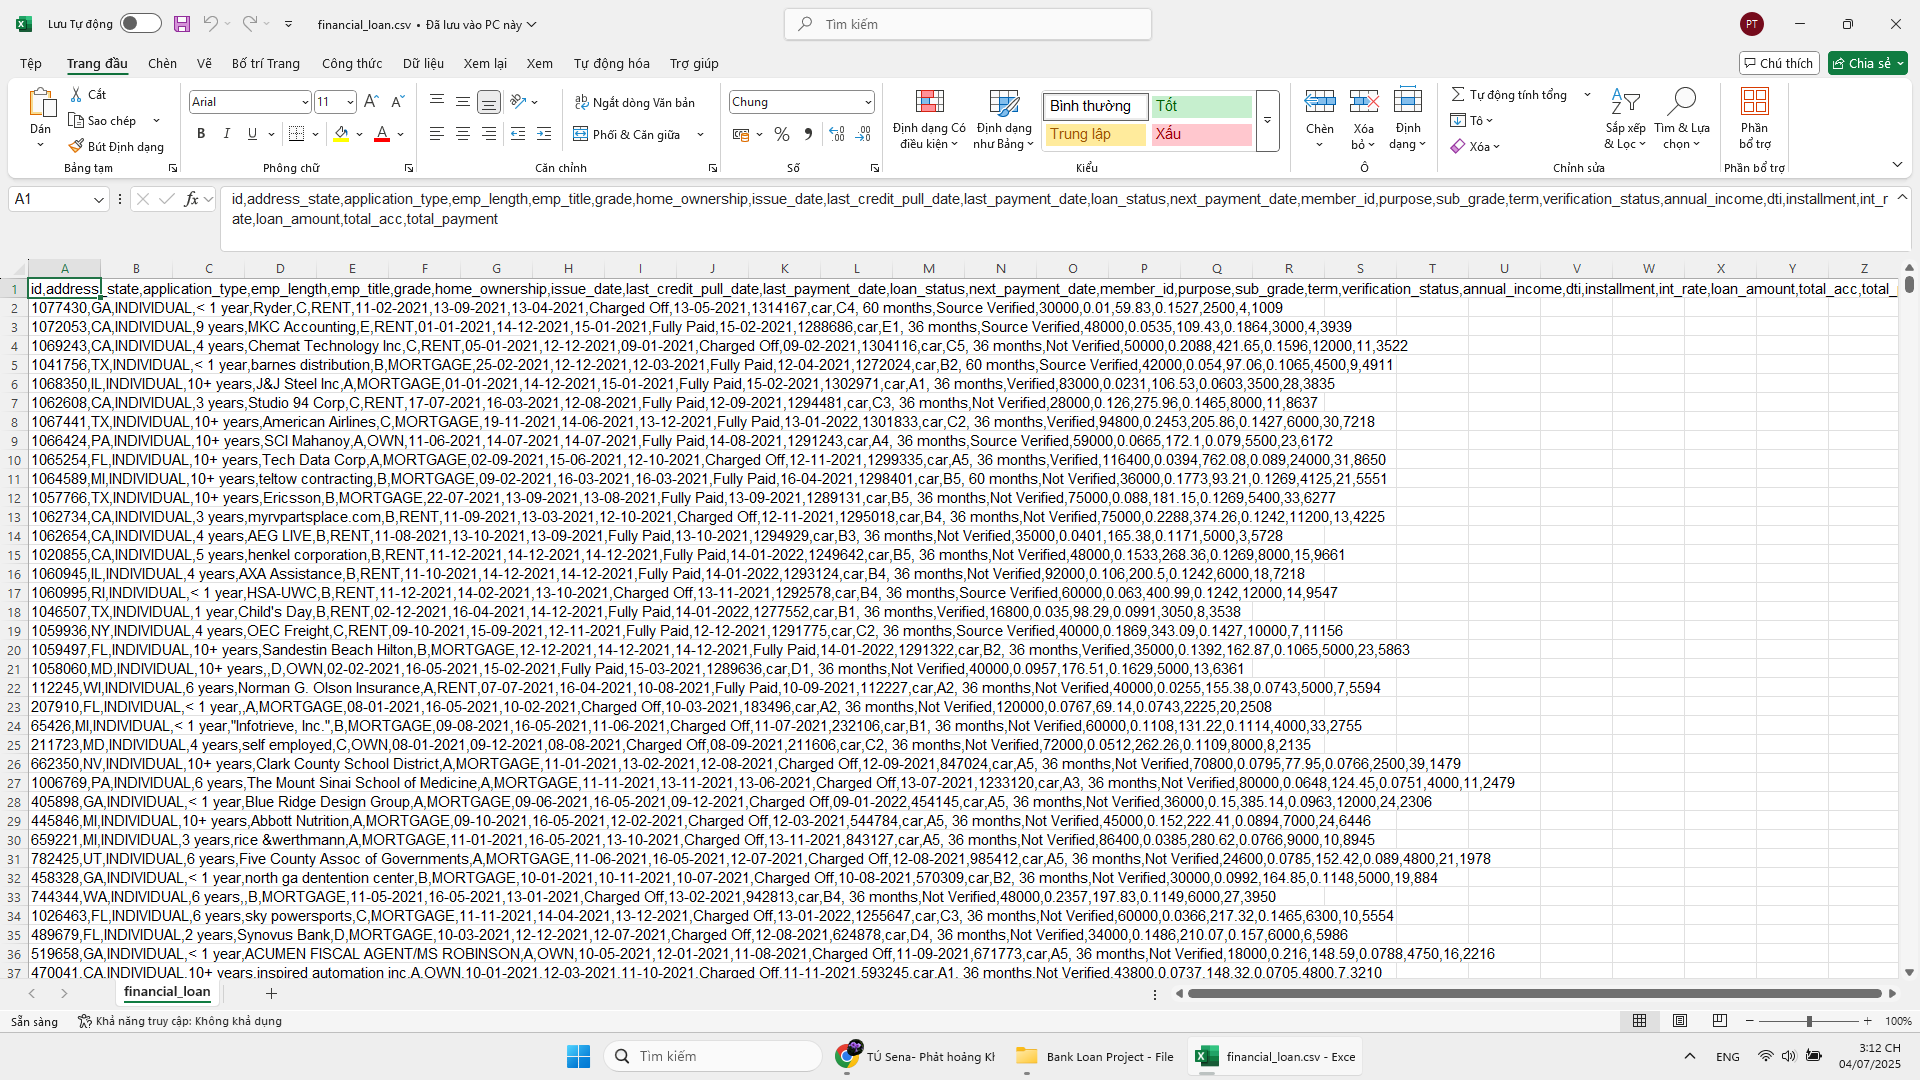 Lưu Tự động
financial_loan.csv • Đã lưu vào PC này
Tìm kiếm
PT
Tệp Trang đầu Chèn Vẽ Bố trí Trang Công thức Dữ liệu Xem lại Xem Tự động hóa Trợ giúp
Chú thích Chia sẻ
Dán
Cắt
Sao chép
Bút Định dạng
Bảng tạm
Arial 11
B I U
Phông chữ
Ngắt dòng Văn bản
Phối & Căn giữa
Căn chỉnh
Chung
Số
Định dạng Có điều kiện
Định dạng như Bảng
Bình thường Tốt
Trung lập Xấu
Kiểu
Chèn
Xóa bỏ
Định dạng
Ô
Tự động tính tổng
Tô
Xóa
Sắp xếp & Lọc
Tìm & Lựa chọn
Chỉnh sửa
Phần bổ trợ
Phần bổ trợ
A1
fx
id,address_state,application_type,emp_length,emp_title,grade,home_ownership,issue_date,last_credit_pull_date,last_payment_date,loan_status,next_payment_date,member_id,purpose,sub_grade,term,verification_status,annual_income,dti,installment,int_r
ate,loan_amount,total_acc,total_payment
A B C D E F G H I J K L M N O P Q R S T U V W X Y Z
1 id,address_state,application_type,emp_length,emp_title,grade,home_ownership,issue_date,last_credit_pull_date,last_payment_date,loan_status,next_payment_date,member_id,purpose,sub_grade,term,verification_status,annual_income,dti,installment,int_rate,loan_amount,total_acc,total_
2 1077430,GA,INDIVIDUAL,< 1 year,Ryder,C,RENT,11-02-2021,13-09-2021,13-04-2021,Charged Off,13-05-2021,1314167,car,C4, 60 months,Source Verified,30000,0.01,59.83,0.1527,2500,4,1009
3 1072053,CA,INDIVIDUAL,9 years,MKC Accounting,E,RENT,01-01-2021,14-12-2021,15-01-2021,Fully Paid,15-02-2021,1288686,car,E1, 36 months,Source Verified,48000,0.0535,109.43,0.1864,3000,4,3939
4 1069243,CA,INDIVIDUAL,4 years,Chemat Technology Inc,C,RENT,05-01-2021,12-12-2021,09-01-2021,Charged Off,09-02-2021,1304116,car,C5, 36 months,Not Verified,50000,0.2088,421.65,0.1596,12000,11,3522
5 1041756,TX,INDIVIDUAL,< 1 year,barnes distribution,B,MORTGAGE,25-02-2021,12-12-2021,12-03-2021,Fully Paid,12-04-2021,1272024,car,B2, 60 months,Source Verified,42000,0.054,97.06,0.1065,4500,9,4911
6 1068350,IL,INDIVIDUAL,10+ years,J&J Steel Inc,A,MORTGAGE,01-01-2021,14-12-2021,15-01-2021,Fully Paid,15-02-2021,1302971,car,A1, 36 months,Verified,83000,0.0231,106.53,0.0603,3500,28,3835
7 1062608,CA,INDIVIDUAL,3 years,Studio 94 Corp,C,RENT,17-07-2021,16-03-2021,12-08-2021,Fully Paid,12-09-2021,1294481,car,C3, 36 months,Not Verified,28000,0.126,275.96,0.1465,8000,11,8637
8 1067441,TX,INDIVIDUAL,10+ years,American Airlines,C,MORTGAGE,19-11-2021,14-06-2021,13-12-2021,Fully Paid,13-01-2022,1301833,car,C2, 36 months,Verified,94800,0.2453,205.86,0.1427,6000,30,7218
9 1066424,PA,INDIVIDUAL,10+ years,SCI Mahanoy,A,OWN,11-06-2021,14-07-2021,14-07-2021,Fully Paid,14-08-2021,1291243,car,A4, 36 months,Source Verified,59000,0.0665,172.1,0.079,5500,23,6172
10 1065254,FL,INDIVIDUAL,10+ years,Tech Data Corp,A,MORTGAGE,02-09-2021,15-06-2021,12-10-2021,Charged Off,12-11-2021,1299335,car,A5, 36 months,Verified,116400,0.0394,762.08,0.089,24000,31,8650
11 1064589,MI,INDIVIDUAL,10+ years,teltow contracting,B,MORTGAGE,09-02-2021,16-03-2021,16-03-2021,Fully Paid,16-04-2021,1298401,car,B5, 60 months,Not Verified,36000,0.1773,93.21,0.1269,4125,21,5551
12 1057766,TX,INDIVIDUAL,10+ years,Ericsson,B,MORTGAGE,22-07-2021,13-09-2021,13-08-2021,Fully Paid,13-09-2021,1289131,car,B5, 36 months,Not Verified,75000,0.088,181.15,0.1269,5400,33,6277
13 1062734,CA,INDIVIDUAL,3 years,myrvpartsplace.com,B,RENT,11-09-2021,13-03-2021,12-10-2021,Charged Off,12-11-2021,1295018,car,B4, 36 months,Not Verified,75000,0.2288,374.26,0.1242,11200,13,4225
14 1062654,CA,INDIVIDUAL,4 years,AEG LIVE,B,RENT,11-08-2021,13-10-2021,13-09-2021,Fully Paid,13-10-2021,1294929,car,B3, 36 months,Not Verified,35000,0.0401,165.38,0.1171,5000,3,5728
15 1020855,CA,INDIVIDUAL,5 years,henkel corporation,B,RENT,11-12-2021,14-12-2021,14-12-2021,Fully Paid,14-01-2022,1249642,car,B5, 36 months,Not Verified,48000,0.1533,268.36,0.1269,8000,15,9661
16 1060945,IL,INDIVIDUAL,4 years,AXA Assistance,B,RENT,11-10-2021,14-12-2021,14-12-2021,Fully Paid,14-01-2022,1293124,car,B4, 36 months,Not Verified,92000,0.106,200.5,0.1242,6000,18,7218
17 1060995,RI,INDIVIDUAL,< 1 year,HSA-UWC,B,RENT,11-12-2021,14-02-2021,13-10-2021,Charged Off,13-11-2021,1292578,car,B4, 36 months,Source Verified,60000,0.063,400.99,0.1242,12000,14,9547
18 1046507,TX,INDIVIDUAL,1 year,Child's Day,B,RENT,02-12-2021,16-04-2021,14-12-2021,Fully Paid,14-01-2022,1277552,car,B1, 36 months,Verified,16800,0.035,98.29,0.0991,3050,8,3538
19 1059936,NY,INDIVIDUAL,4 years,OEC Freight,C,RENT,09-10-2021,15-09-2021,12-11-2021,Fully Paid,12-12-2021,1291775,car,C2, 36 months,Source Verified,40000,0.1869,343.09,0.1427,10000,7,11156
20 1059497,FL,INDIVIDUAL,10+ years,Sandestin Beach Hilton,B,MORTGAGE,12-12-2021,14-12-2021,14-12-2021,Fully Paid,14-01-2022,1291322,car,B2, 36 months,Verified,35000,0.1392,162.87,0.1065,5000,23,5863
21 1058060,MD,INDIVIDUAL,10+ years,,D,OWN,02-02-2021,16-05-2021,15-02-2021,Fully Paid,15-03-2021,1289636,car,D1, 36 months,Not Verified,40000,0.0957,176.51,0.1629,5000,13,6361
22 112245,WI,INDIVIDUAL,6 years,Norman G. Olson Insurance,A,RENT,07-07-2021,16-04-2021,10-08-2021,Fully Paid,10-09-2021,112227,car,A2, 36 months,Not Verified,40000,0.0255,155.38,0.0743,5000,7,5594
23 207910,FL,INDIVIDUAL,< 1 year,,A,MORTGAGE,08-01-2021,16-05-2021,10-02-2021,Charged Off,10-03-2021,183496,car,A2, 36 months,Not Verified,120000,0.0767,69.14,0.0743,2225,20,2508
24 65426,MI,INDIVIDUAL,< 1 year,"Infotrieve, Inc.",B,MORTGAGE,09-08-2021,16-05-2021,11-06-2021,Charged Off,11-07-2021,232106,car,B1, 36 months,Not Verified,60000,0.1108,131.22,0.1114,4000,33,2755
25 211723,MD,INDIVIDUAL,4 years,self employed,C,OWN,08-01-2021,09-12-2021,08-08-2021,Charged Off,08-09-2021,211606,car,C2, 36 months,Not Verified,72000,0.0512,262.26,0.1109,8000,8,2135
26 662350,NV,INDIVIDUAL,10+ years,Clark County School District,A,MORTGAGE,11-01-2021,13-02-2021,12-08-2021,Charged Off,12-09-2021,847024,car,A5, 36 months,Not Verified,70800,0.0795,77.95,0.0766,2500,39,1479
27 1006769,PA,INDIVIDUAL,6 years,The Mount Sinai School of Medicine,A,MORTGAGE,11-11-2021,13-11-2021,13-06-2021,Charged Off,13-07-2021,1233120,car,A3, 36 months,Not Verified,80000,0.0648,124.45,0.0751,4000,11,2479
28 405898,GA,INDIVIDUAL,< 1 year,Blue Ridge Design Group,A,MORTGAGE,09-06-2021,16-05-2021,09-12-2021,Charged Off,09-01-2022,454145,car,A5, 36 months,Not Verified,36000,0.15,385.14,0.0963,12000,24,2306
29 445846,MI,INDIVIDUAL,10+ years,Abbott Nutrition,A,MORTGAGE,09-10-2021,16-05-2021,12-02-2021,Charged Off,12-03-2021,544784,car,A5, 36 months,Not Verified,45000,0.152,222.41,0.0894,7000,24,6446
30 659221,MI,INDIVIDUAL,3 years,rice &werthmann,A,MORTGAGE,11-01-2021,16-05-2021,13-10-2021,Charged Off,13-11-2021,843127,car,A5, 36 months,Not Verified,86400,0.0385,280.62,0.0766,9000,10,8945
31 782425,UT,INDIVIDUAL,6 years,Five County Assoc of Governments,A,MORTGAGE,11-06-2021,16-05-2021,12-07-2021,Charged Off,12-08-2021,985412,car,A5, 36 months,Not Verified,24600,0.0785,152.42,0.089,4800,21,1978
32 458328,GA,INDIVIDUAL,< 1 year,north ga dentention center,B,MORTGAGE,10-01-2021,10-11-2021,10-07-2021,Charged Off,10-08-2021,570309,car,B2, 36 months,Not Verified,30000,0.0992,164.85,0.1148,5000,19,884
33 744344,WA,INDIVIDUAL,6 years,,B,MORTGAGE,11-05-2021,16-05-2021,13-01-2021,Charged Off,13-02-2021,942813,car,B4, 36 months,Not Verified,48000,0.2357,197.83,0.1149,6000,27,3950
34 1026463,FL,INDIVIDUAL,6 years,sky powersports,C,MORTGAGE,11-11-2021,14-04-2021,13-12-2021,Charged Off,13-01-2022,1255647,car,C3, 36 months,Not Verified,60000,0.0366,217.32,0.1465,6300,10,5554
35 489679,FL,INDIVIDUAL,2 years,Synovus Bank,D,MORTGAGE,10-03-2021,12-12-2021,12-07-2021,Charged Off,12-08-2021,624878,car,D4, 36 months,Not Verified,34000,0.1486,210.07,0.157,6000,6,5986
36 519658,GA,INDIVIDUAL,< 1 year,ACUMEN FISCAL AGENT/MS ROBINSON,A,OWN,10-05-2021,12-01-2021,11-08-2021,Charged Off,11-09-2021,671773,car,A5, 36 months,Not Verified,18000,0.216,148.59,0.0788,4750,16,2216
37 470041,CA,INDIVIDUAL,10+ years,inspired automation inc,A,OWN,10-01-2021,12-03-2021,11-10-2021,Charged Off,11-11-2021,593245,car,A1, 36 months,Not Verified,43800,0.0737,148.32,0.0705,4800,7,3210
financial_loan
Sẵn sàng Khả năng truy cập: Không khả dụng
100%
Tìm kiếm
TÚ Sena- Phát hoảng Kh
Bank Loan Project - File
financial_loan.csv - Exce
ENG
3:12 CH
04/07/2025